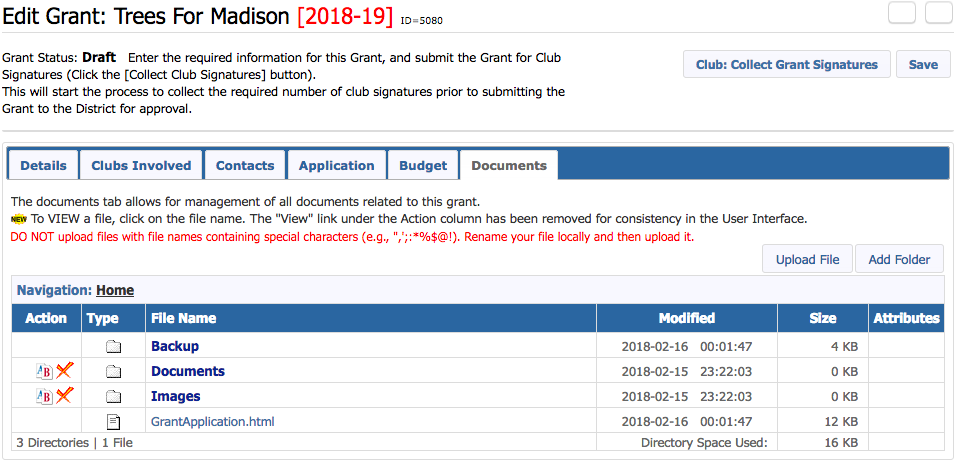 Edit Grant: Trees For Madison [2018-19] ID=5080
Grant Status: Draft Enter the required information for this Grant, and submit the Grant for Club
Signatures (Click the [Collect Club Signatures] button).
This will start the process to collect the required number of club signatures prior to submitting the
Grant to the District for approval.
Club: Collect Grant Signatures Save
Details Clubs Involved Contacts Application Budget Documents
The documents tab allows for management of all documents related to this grant.
NEW To VIEW a file, click on the file name. The "View" link under the Action column has been removed for consistency in the User Interface.
DO NOT upload files with file names containing special characters (e.g., ",';:*%$@!). Rename your file locally and then upload it.
Upload File Add Folder
Navigation: Home
Action Type File Name Modified Size Attributes
Backup 2018-02-16 00:01:47 4 KB
AB Documents 2018-02-15 23:22:03 0 KB
AB Images 2018-02-15 23:22:03 0 KB
GrantApplication.html 2018-02-16 00:01:47 12 KB
3 Directories | 1 File Directory Space Used: 16 KB